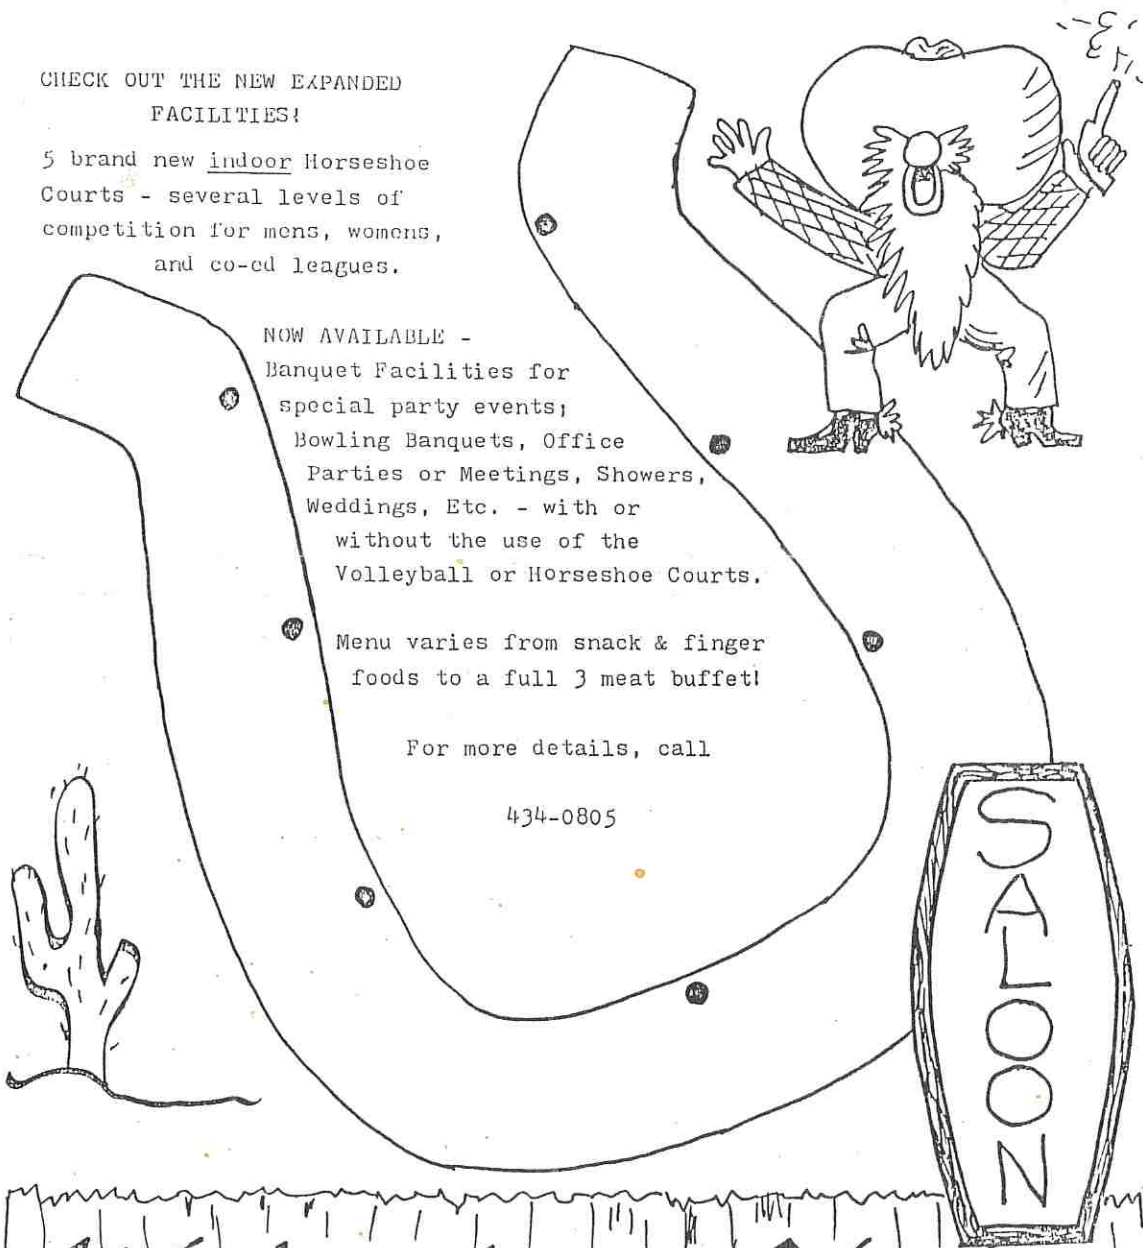 CHECK OUT THE NEW EXPANDED
FACILITIES!
5 brand new indoor Horseshoe
Courts - several levels of
competition for mens, womens,
and co-ed leagues.
NOW AVAILABLE -
Banquet Facilities for
special party events;
Bowling Banquets, Office
Parties or Meetings, Showers,
Weddings, Etc. - with or
without the use of the
Volleyball or Horseshoe Courts.
Menu varies from snack & finger
foods to a full 3 meat buffet!
For more details, call
434-0805
SALOON